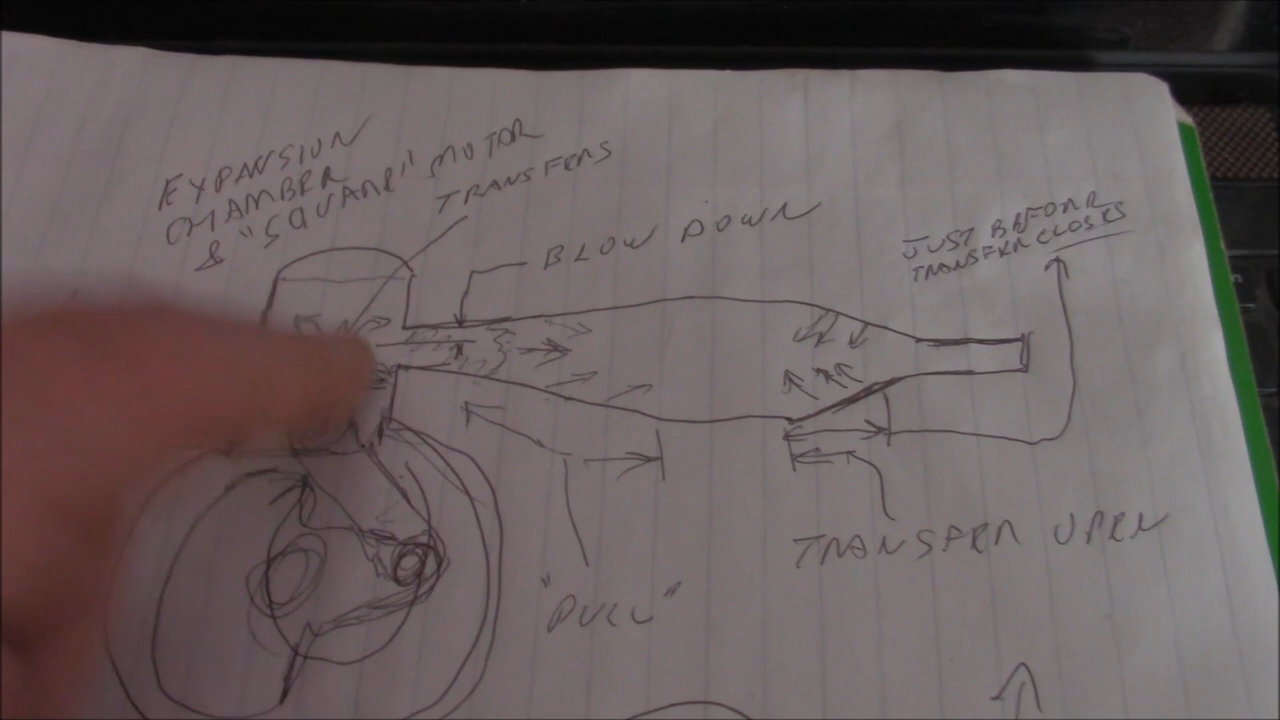 EXPANSION
CHAMBER
& "SQUARE" MOTOR
TRANSFERS
BLOW DOWN
JUST BEFORE
TRANSFER CLOSES
TRANSFER OPEN
"PULL"